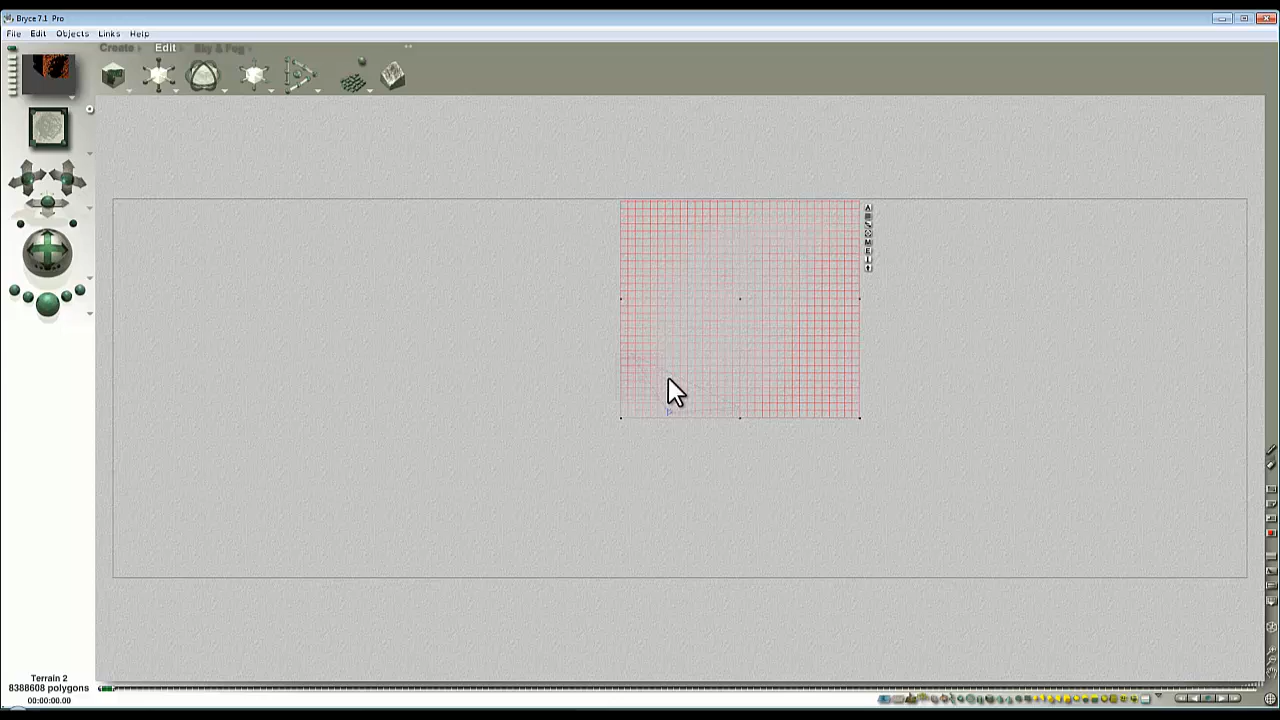 Bryce 7.1 Pro
File Edit Objects Links Help
Create Edit Sky & Fog
A
M
E
Terrain 2
8388608 polygons
00:00:00.00